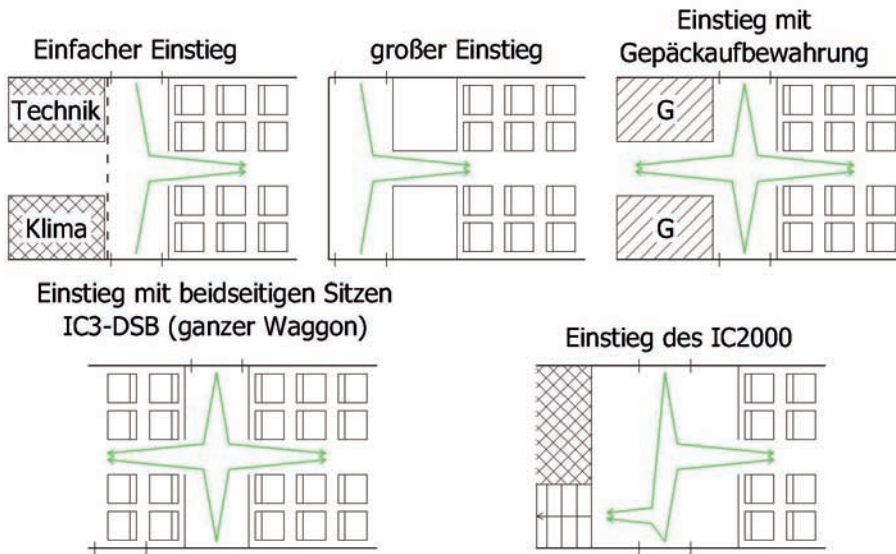 Einfacher Einstieg
großer Einstieg
Einstieg mit
Gepäckaufbewahrung
Technik
Klima
G
G
Einstieg mit beidseitigen Sitzen
IC3-DSB (ganzer Waggon)
Einstieg des IC2000